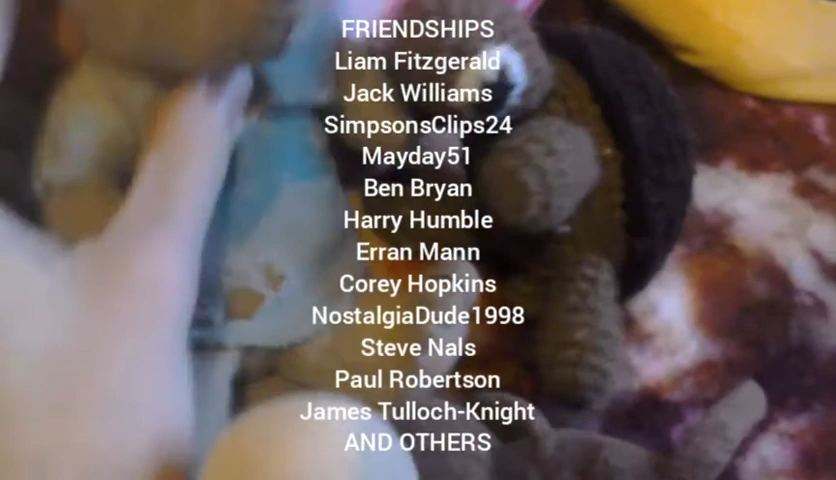 FRIENDSHIPS
Liam Fitzgerald
Jack Williams
SimpsonsClips24
Mayday51
Ben Bryan
Harry Humble
Erran Mann
Corey Hopkins
NostalgiaDude1998
Steve Nals
Paul Robertson
James Tulloch-Knight
AND OTHERS